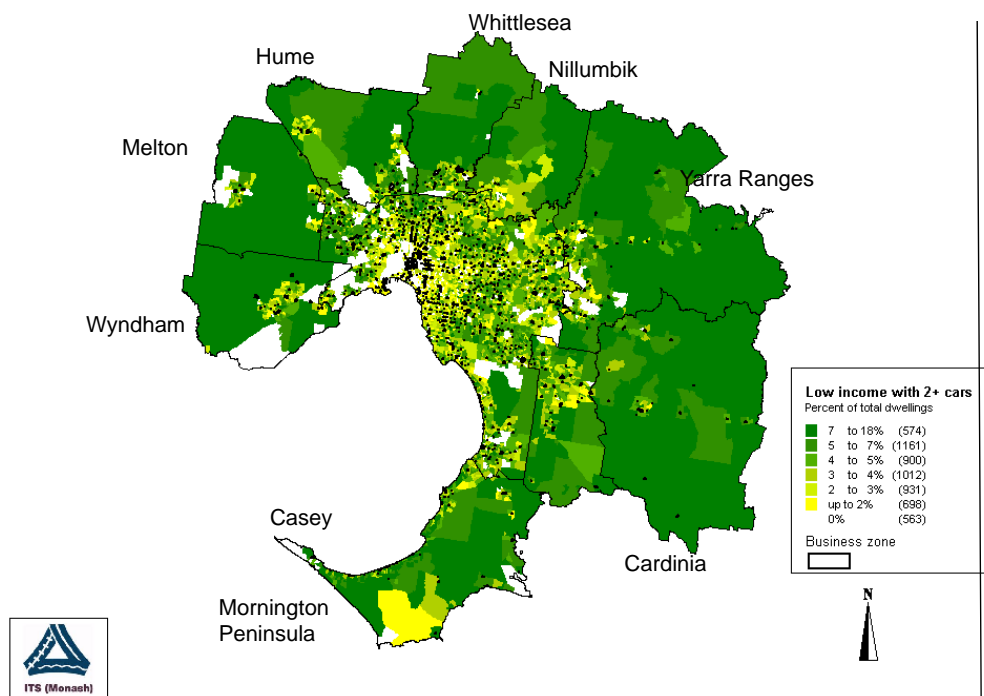 Whittlesea
Hume
Nillumbik
Melton
Yarra Ranges
Wyndham
Low income with 2+ cars
Percent of total dwellings
7 to 18% (574)
5 to 7% (1161)
4 to 5% (900)
3 to 4% (1012)
2 to 3% (931)
up to 2% (698)
0% (563)
Business zone
Casey
Cardinia
Mornington
Peninsula
N
ITS (Monash)